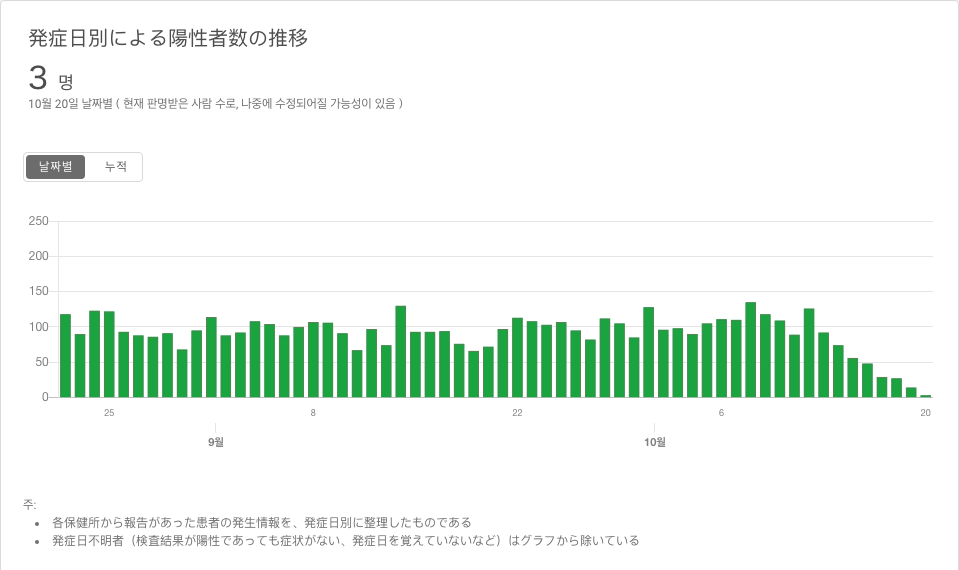 発症日別による陽性者数の推移
3 명
10월 20일 날짜별 ( 현재 판명받은 사람 수로, 나중에 수정되어질 가능성이 있음 )
날짜별 누적
250
200
150
100
50
0
25 8 22 6 20
9월 10월
주:
• 各保健所から報告があった患者の発生情報を、発症日別に整理したものである
• 発症日不明者（検査結果が陽性であっても症状がない、発症日を覚えていないなど）はグラフから除いている